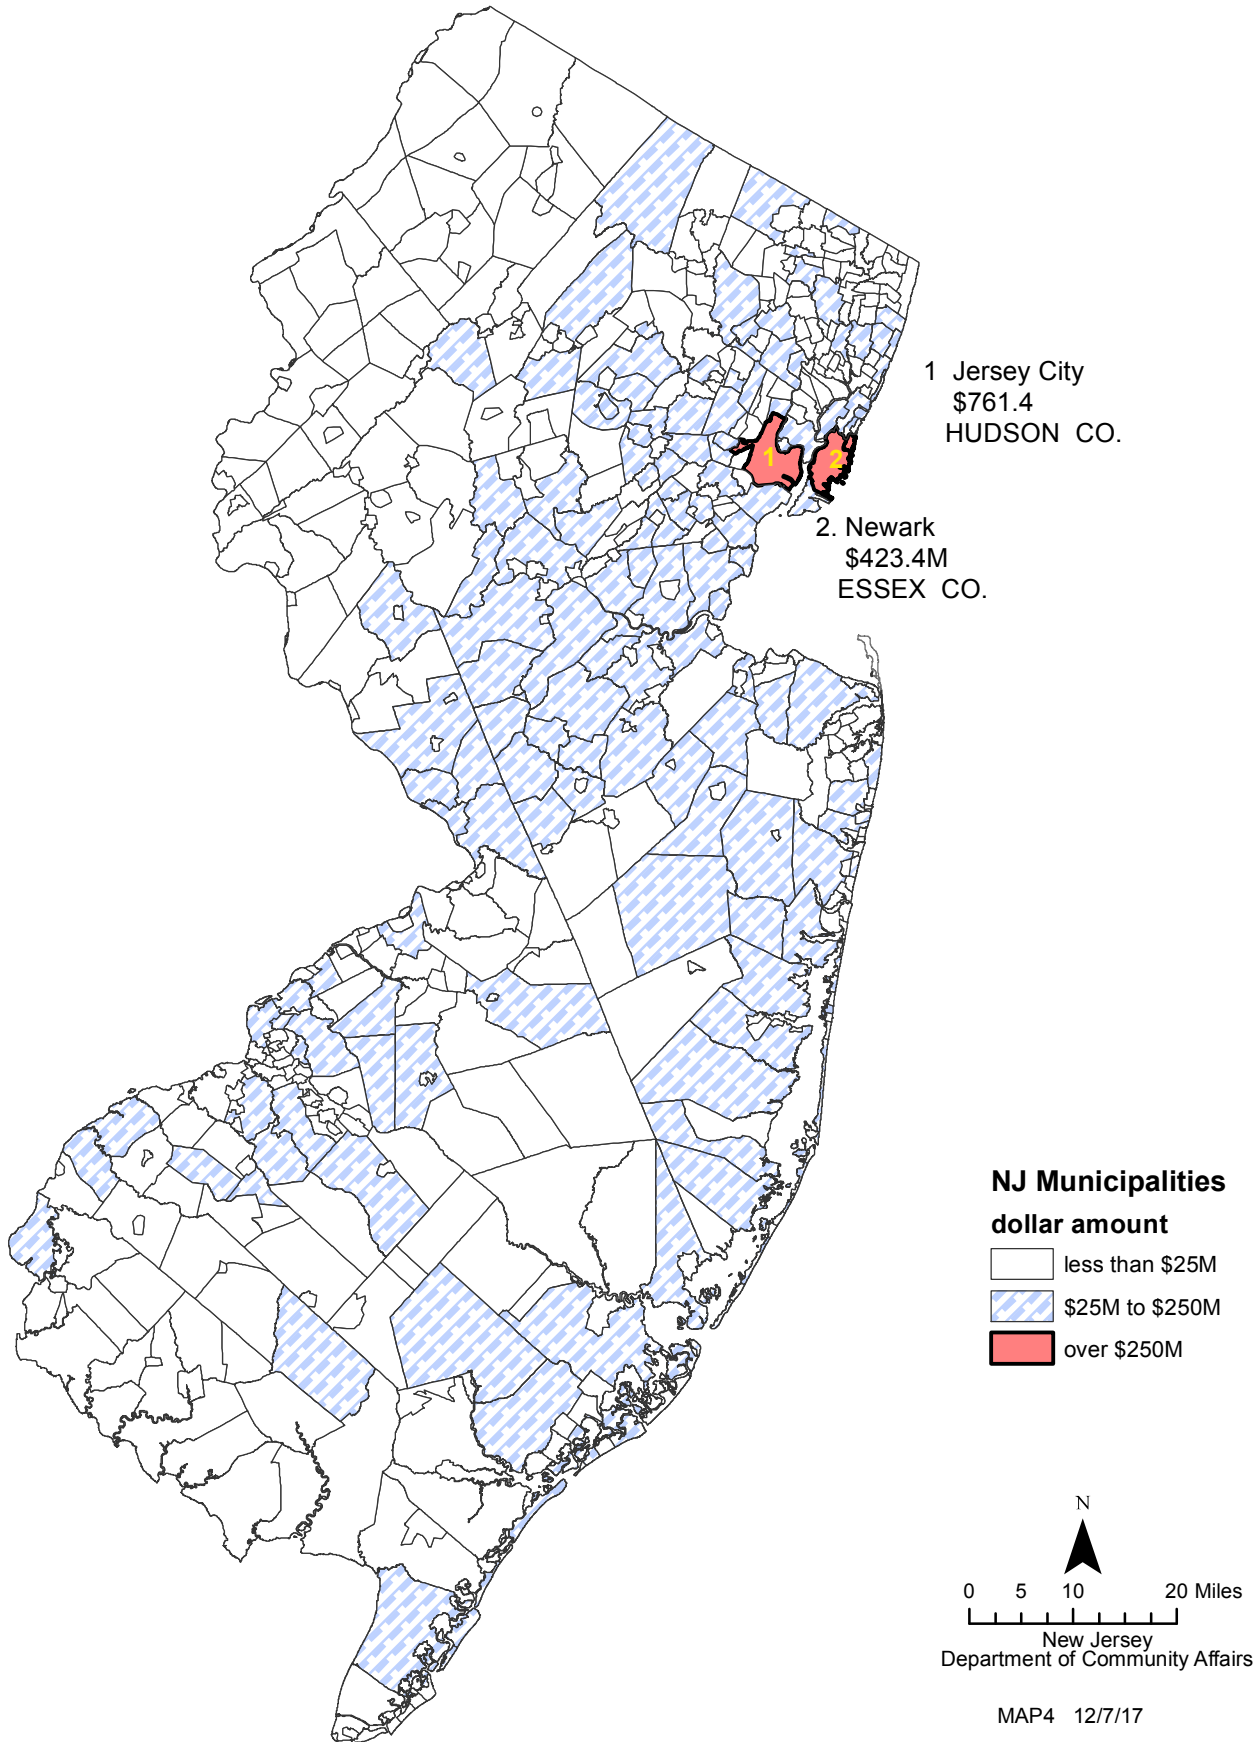 1 Jersey City
$761.4
HUDSON CO.
1
2
2. Newark
$423.4M
ESSEX CO.
NJ Municipalities
dollar amount
less than $25M
$25M to $250M
over $250M
N
0 5 10 20 Miles
New Jersey
Department of Community Affairs
MAP4 12/7/17